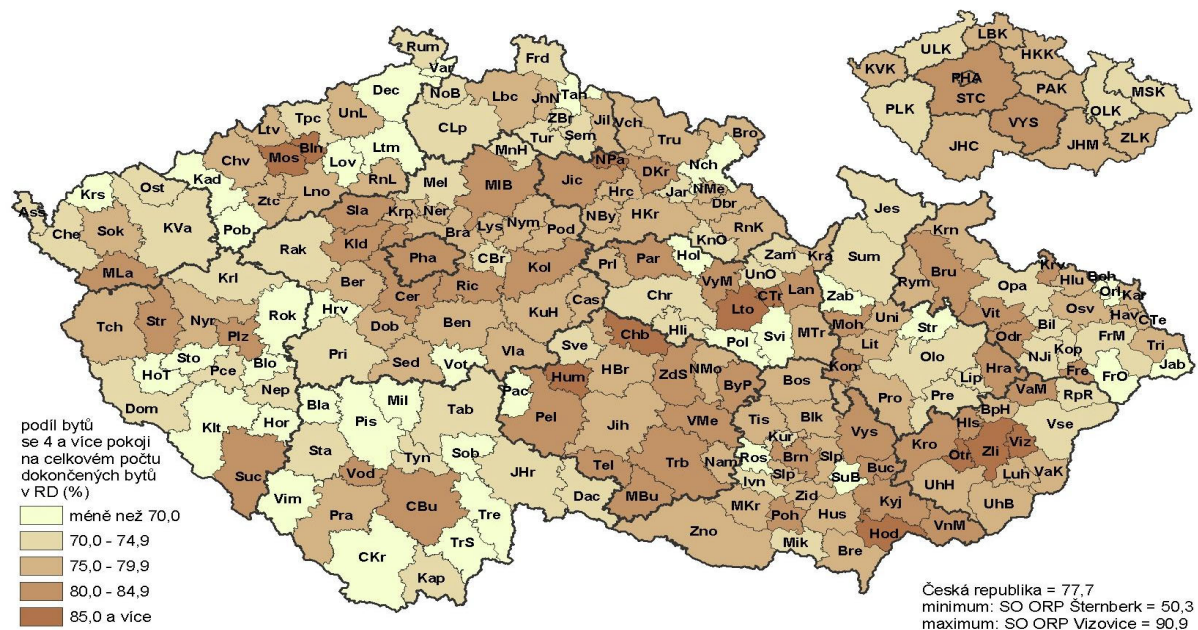 Rum
Var
Frd
Dec
NoB
Lbc
JnN
Tan
ULK
LBK
HKK
KVK
PHA
STC
PAK
MSK
OLK
PLK
VYS
ZLK
JHC
JHM
Tpc
UnL
CLp
ZBr
Jil
Vch
Ltv
Tur
Sem
Tru
Bro
Bln
Mos
Lov
Ltm
MnH
NPa
Nch
Chv
Kad
RnL
Mel
MlB
Jic
DKr
Krs
Ost
Ztc
Lno
Hrc
Jar
NMe
Dbr
Ass
Sla
Krp
Ner
Nym
NBy
HKr
Jes
Che
Sok
KVa
Pob
Bra
Lys
Pod
RnK
Krn
Rak
Kld
Pha
CBr
Kol
Prl
Par
Hol
KnO
Zam
Kra
Sum
MLa
Krl
Ber
Cer
Ric
Cas
Chr
VyM
UnO
Lan
Zab
Rym
Bru
Opa
Krv
Hlu
Boh
Orl
Kar
Tch
Str
Nyr
Plz
Rok
Hrv
Dob
Ben
KuH
Lto
CTr
Moh
Uni
Str
Vit
Osv
Hav
CTe
Sto
HoT
Pce
Blo
Pri
Sed
Vot
Vla
Sve
Chb
Hli
Pol
Svi
MTr
Lit
Olo
Odr
Bil
Kop
FrM
Tri
NJi
Fre
FrO
Jab
Dom
Nep
Pac
Hum
HBr
ZdS
NMo
ByP
Bos
Kon
Lip
Hra
VaM
RpR
Klt
Hor
Bla
Pis
Mil
Tab
Pel
Jih
VMe
Tis
Blk
Vys
Pro
Pre
BpH
Hls
Vse
Sta
Tyn
Sob
JHr
Kur
Ros
Brn
Slp
Kro
Otr
Zli
Viz
Suc
Vod
Tel
Trb
Nam
Ivn
Slp
SuB
Buc
Luh
VaK
Vim
Pra
CBu
Tre
Dac
MBu
MKr
Zid
Kyj
UhH
UhB
CKr
TrS
Kap
Zno
Poh
Hus
Mik
Bre
Hod
VnM
podíl bytů
se 4 a více pokoji
na celkovém počtu
dokončených bytů
v RD (%)
méně než 70,0
70,0 - 74,9
75,0 - 79,9
80,0 - 84,9
85,0 a více
Česká republika = 77,7
minimum: SO ORP Šternberk = 50,3
maximum: SO ORP Vizovice = 90,9